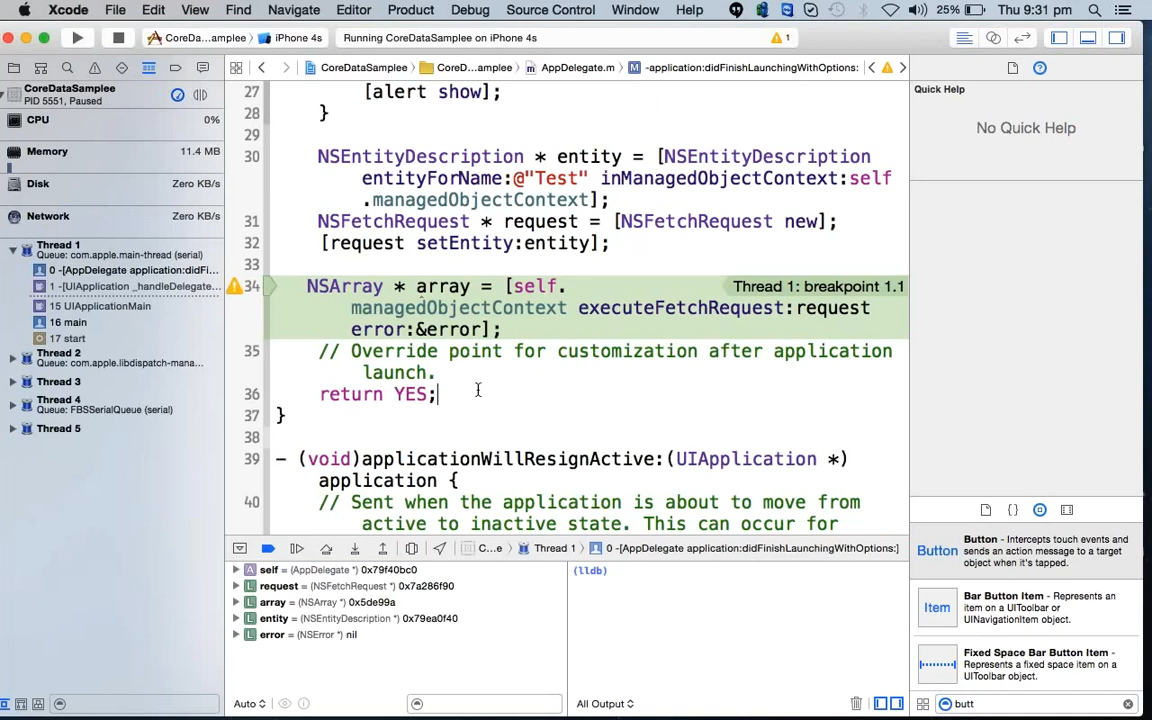 Xcode File Edit View Find Navigate Editor Product Debug Source Control Window Help 25% Thu 9:31 pm
CoreDa...amplee iPhone 4s Running CoreDataSamplee on iPhone 4s 1
CoreDataSamplee CoreD...amplee AppDelegate.m M -application:didFinishLaunchingWithOptions:
CoreDataSamplee
PID 5551, Paused
CPU 0%
Memory 11.4 MB
Disk Zero KB/s
Network Zero KB/s
Thread 1
Queue: com.apple.main-thread (serial)
0 -[AppDelegate application:didFi...
1 -[UIApplication _handleDelegate...
15 UIApplicationMain
16 main
17 start
Thread 2
Queue: com.apple.libdispatch-mana...
Thread 3
Thread 4
Queue: FBSSerialQueue (serial)
Thread 5
27 [alert show];
28 }
29
30 NSEntityDescription * entity = [NSEntityDescription
entityForName:@"Test" inManagedObjectContext:self
.managedObjectContext];
31 NSFetchRequest * request = [NSFetchRequest new];
32 [request setEntity:entity];
33
34 NSArray * array = [self. Thread 1: breakpoint 1.1
managedObjectContext executeFetchRequest:request
error:&error];
35 // Override point for customization after application
launch.
36 return YES;
37 }
38
39 - (void)applicationWillResignActive:(UIApplication *)
application {
40 // Sent when the application is about to move from
active to inactive state. This can occur for
C...e Thread 1 0 -[AppDelegate application:didFinishLaunchingWithOptions:]
A self = (AppDelegate *) 0x79f40bc0
L request = (NSFetchRequest *) 0x7a286f90
L array = (NSArray *) 0x5de99a
L entity = (NSEntityDescription *) 0x79ea0f40
L error = (NSError *) nil
(lldb)
Auto All Output
Quick Help
No Quick Help
Button
Button - Intercepts touch events and
sends an action message to a target
object when it's tapped.
Item
Bar Button Item - Represents an
item on a UIToolbar or
UINavigationItem object.
Fixed Space Bar Button Item -
Represents a fixed space item on a
UIToolbar object.
butt